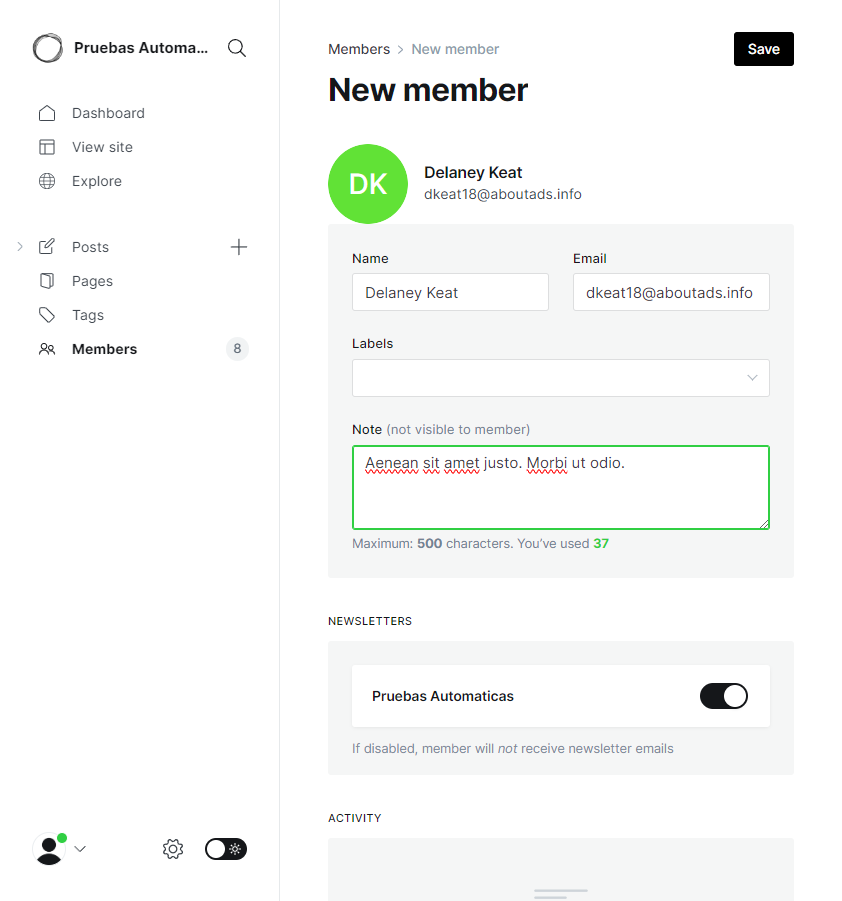 Pruebas Automa...
Dashboard
View site
Explore
Posts
Pages
Tags
Members 8
Members > New member
Save
New member
DK
Delaney Keat
dkeat18@aboutads.info
Name
Email
Delaney Keat
dkeat18@aboutads.info
Labels
Note (not visible to member)
Aenean sit amet justo. Morbi ut odio.
Maximum: 500 characters. You've used 37
NEWSLETTERS
Pruebas Automaticas
If disabled, member will not receive newsletter emails
ACTIVITY